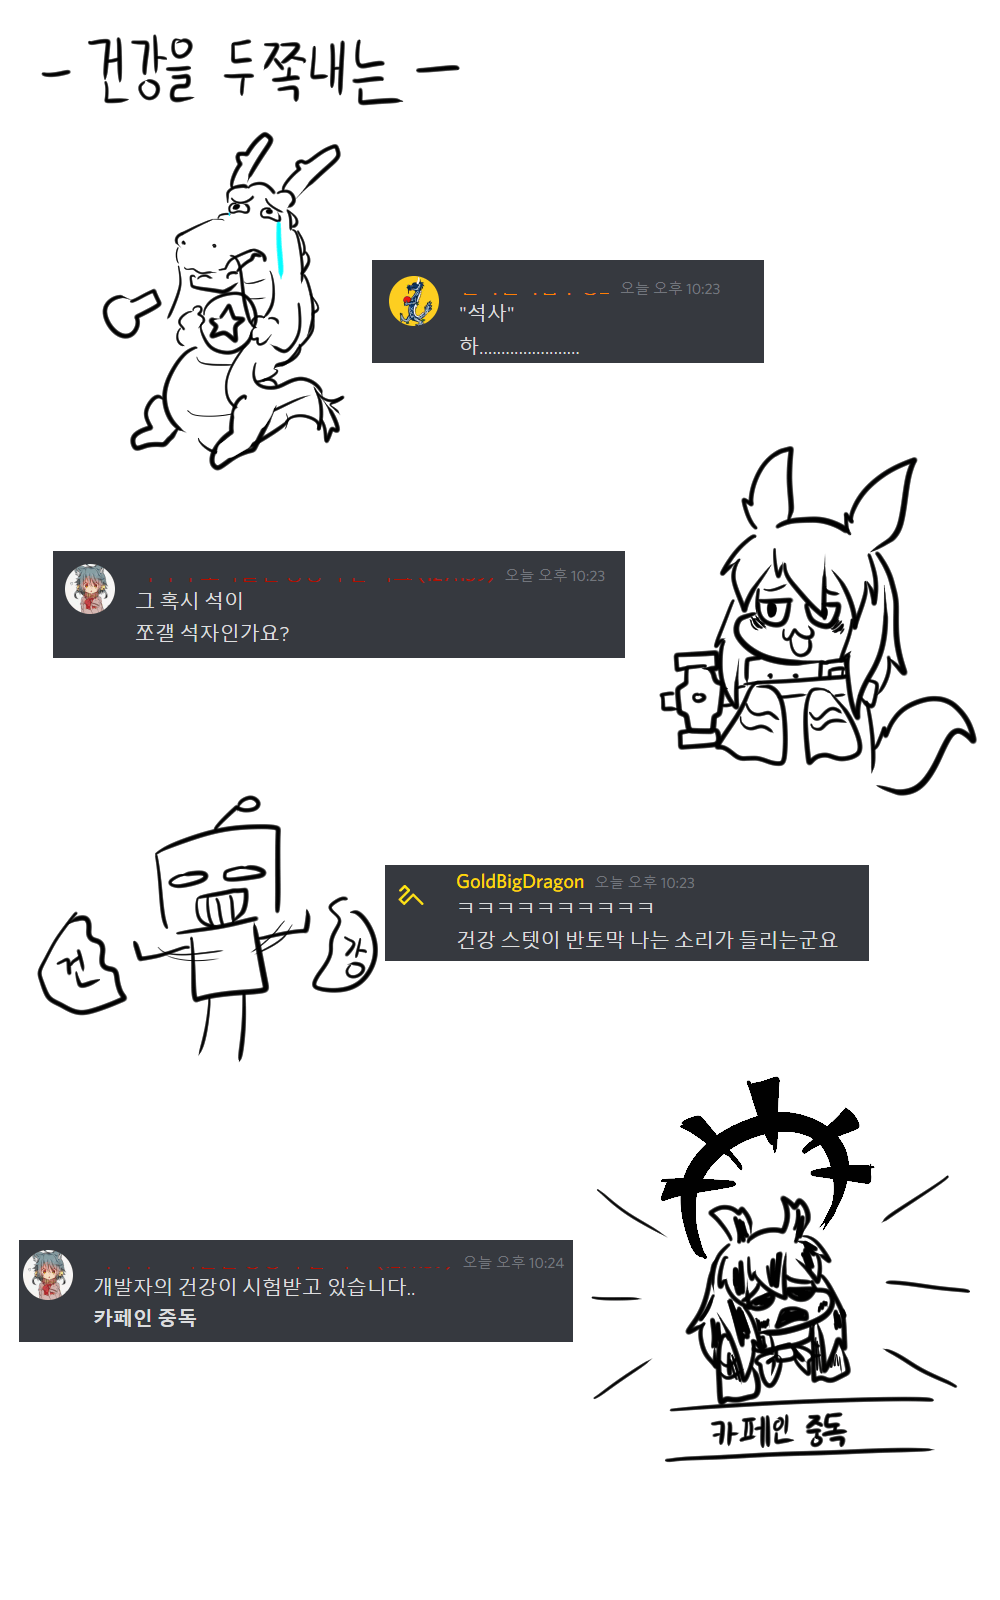 - 건강을 두쪽내는 -
오늘 오후 10:23
"석사"
하.......................
오늘 오후 10:23
그 혹시 석이
쪼갤 석자인가요?
GoldBigDragon 오늘 오후 10:23
ㅋㅋㅋㅋㅋㅋㅋㅋㅋㅋ
건강 스텟이 반토막 나는 소리가 들리는군요
건
강
오늘 오후 10:24
개발자의 건강이 시험받고 있습니다..
카페인 중독
카페인 중독